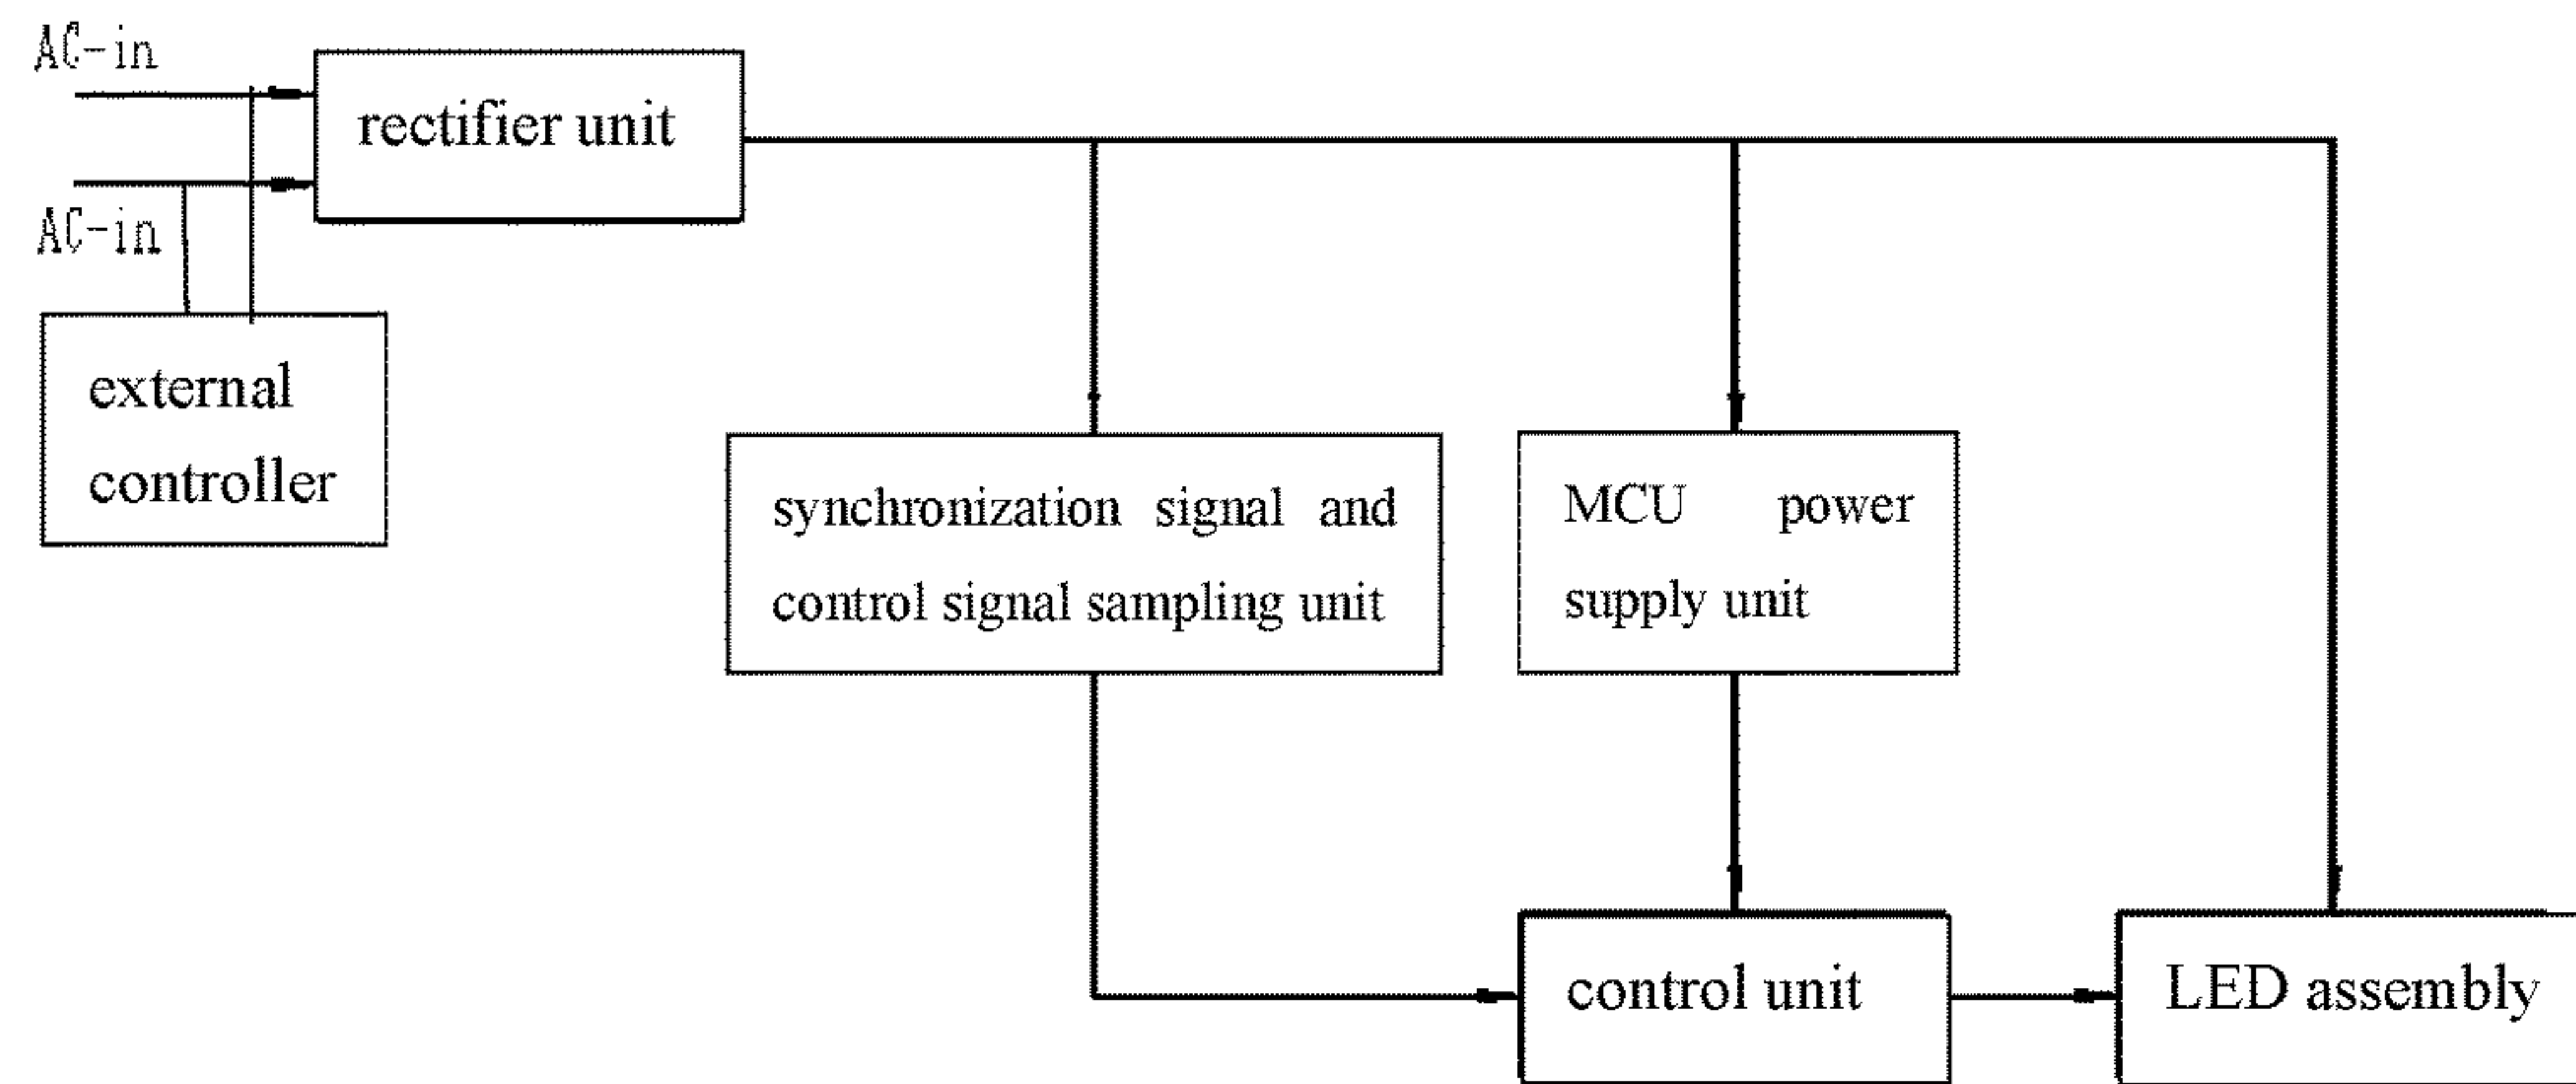 AC-in
rectifier unit
AC-in
external
controller
synchronization signal and
control signal sampling unit
MCU power
supply unit
control unit
LED assembly